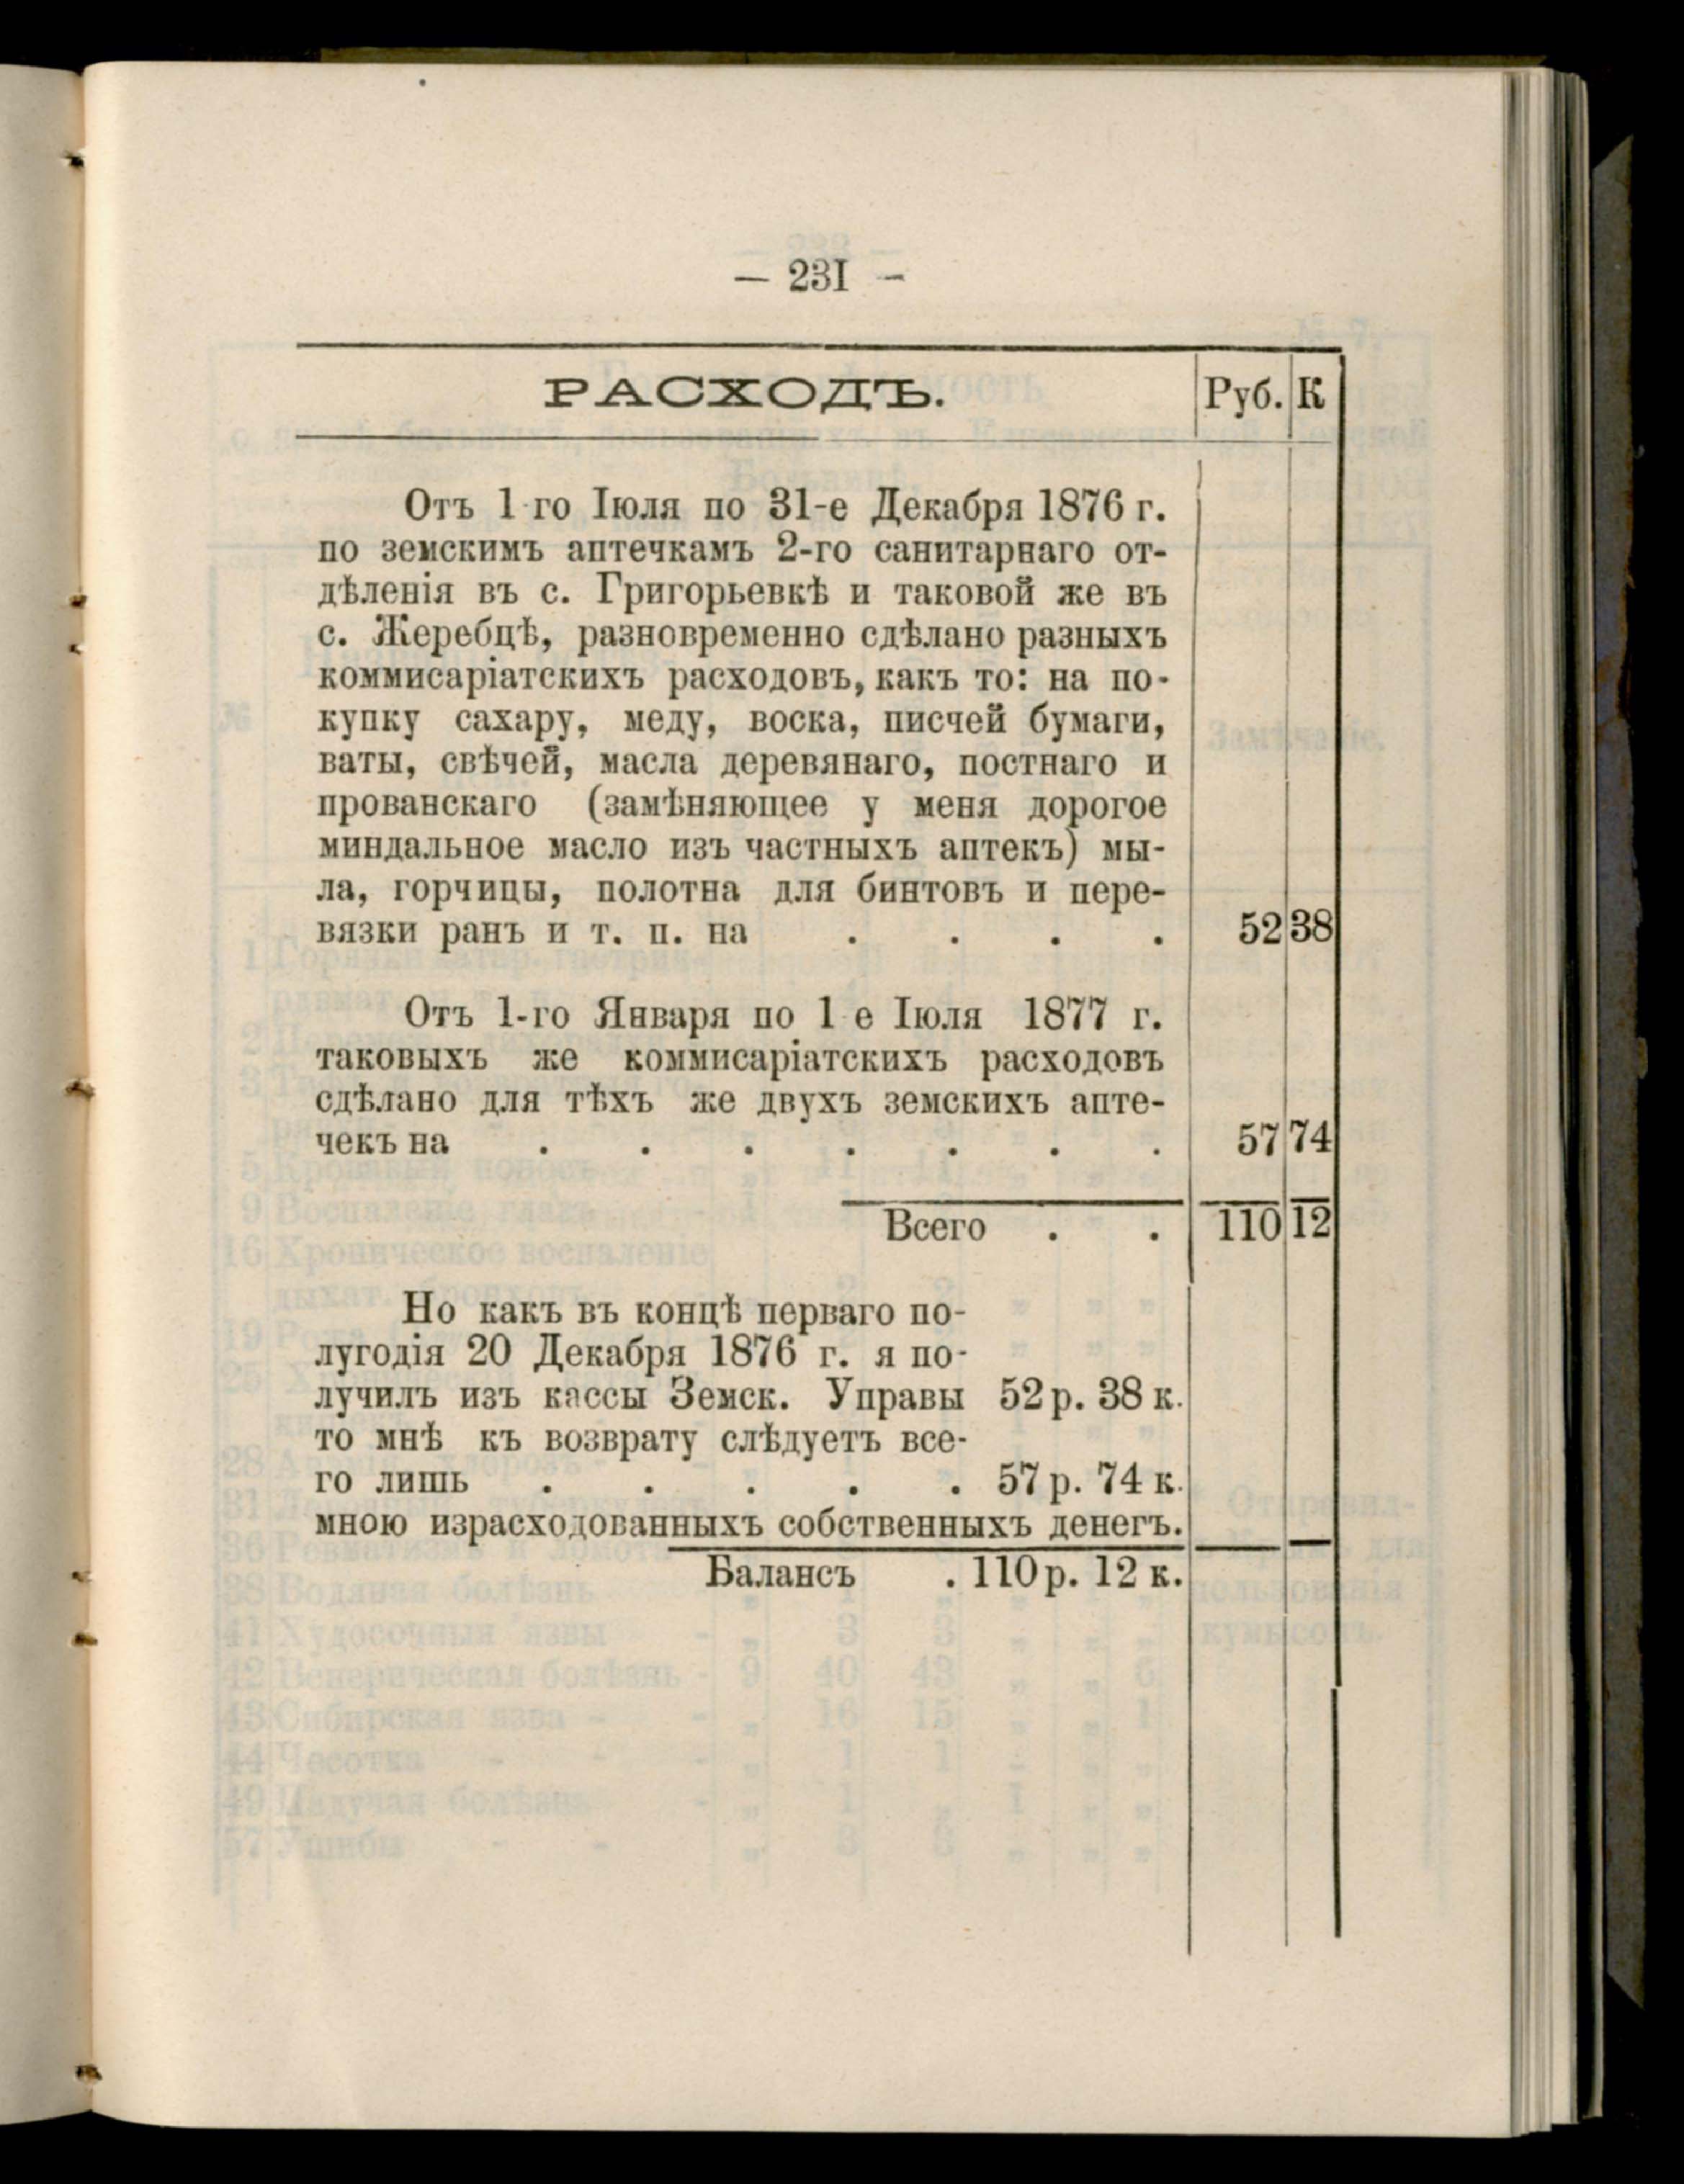 — 23I —
РАСХОДЪ. Руб. К
Отъ 1-го Іюля по 31-е Декабря 1876 г.
по земскимъ аптечкамъ 2-го санитарнаго от-
дѣленія въ с. Григорьевкѣ и таковой же въ
с. Жеребцѣ, разновременно сдѣлано разныхъ
коммисаріатскихъ расходовъ, какъ то: на по-
купку сахару, меду, воска, писчей бумаги,
ваты, свѣчей, масла деревянаго, постнаго и
прованскаго (замѣняющее у меня дорогое
миндальное масло изъ частныхъ аптекъ) мы-
ла, горчицы, полотна для бинтовъ и пере-
вязки ранъ и т. п. на . . . . 52 38
Отъ 1-го Января по 1 е Іюля 1877 г.
таковыхъ же коммисаріатскихъ расходовъ
сдѣлано для тѣхъ же двухъ земскихъ апте-
чекъ на . . . . . . . 57 74
Всего . . 110 12
Но какъ въ концѣ перваго по-
лугодія 20 Декабря 1876 г. я по-
лучилъ изъ кассы Земск. Управы 52 р. 38 к.
то мнѣ къ возврату слѣдуетъ все-
го лишь . . . . . 57 р. 74 к.
мною израсходованныхъ собственныхъ денегъ.
Балансъ . 110 р. 12 к.